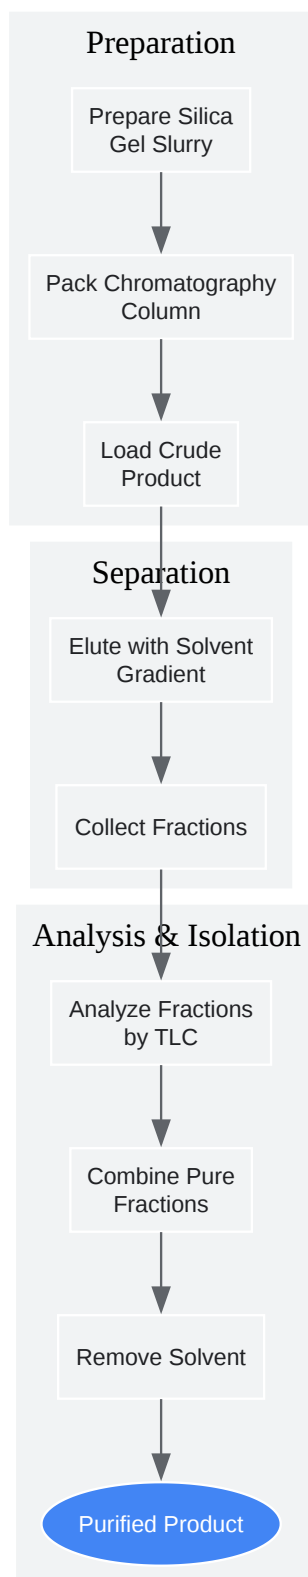 Preparation
Prepare Silica
Gel Slurry
Pack Chromatography
Column
Load Crude
Product
Separation
Elute with Solvent
Gradient
Collect Fractions
Analysis & Isolation
Analyze Fractions
by TLC
Combine Pure
Fractions
Remove Solvent
Purified Product